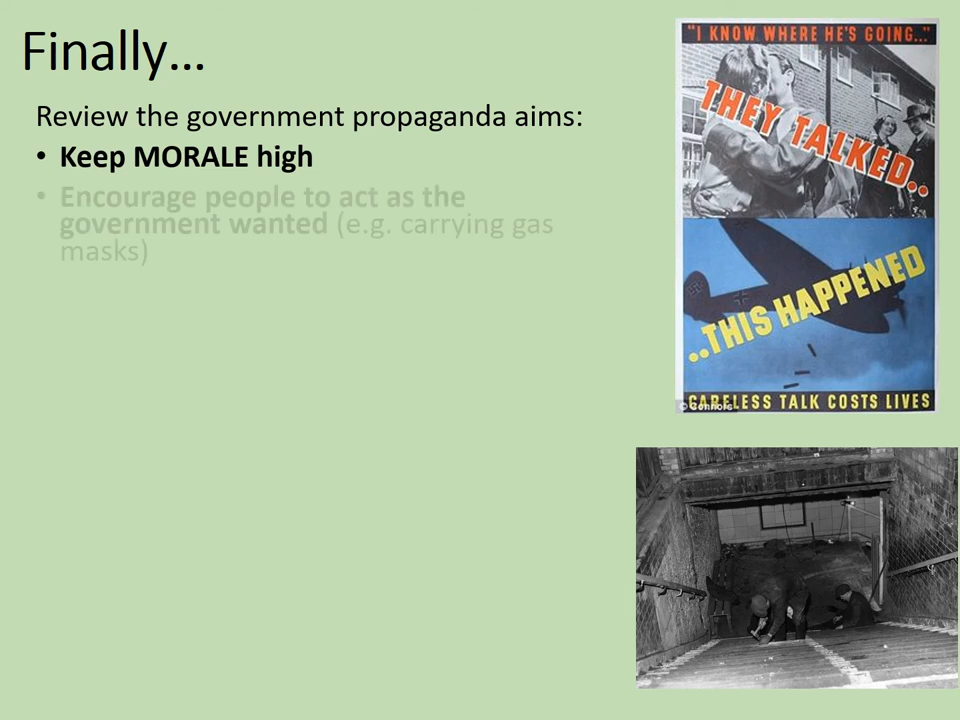 Finally…
Review the government propaganda aims:
• Keep MORALE high
• Encourage people to act as the
government wanted (e.g. carrying gas
masks)
"I KNOW WHERE HE'S GOING..."
THEY TALKED..
..THIS HAPPENED
CARELESS TALK COSTS LIVES
© Connors